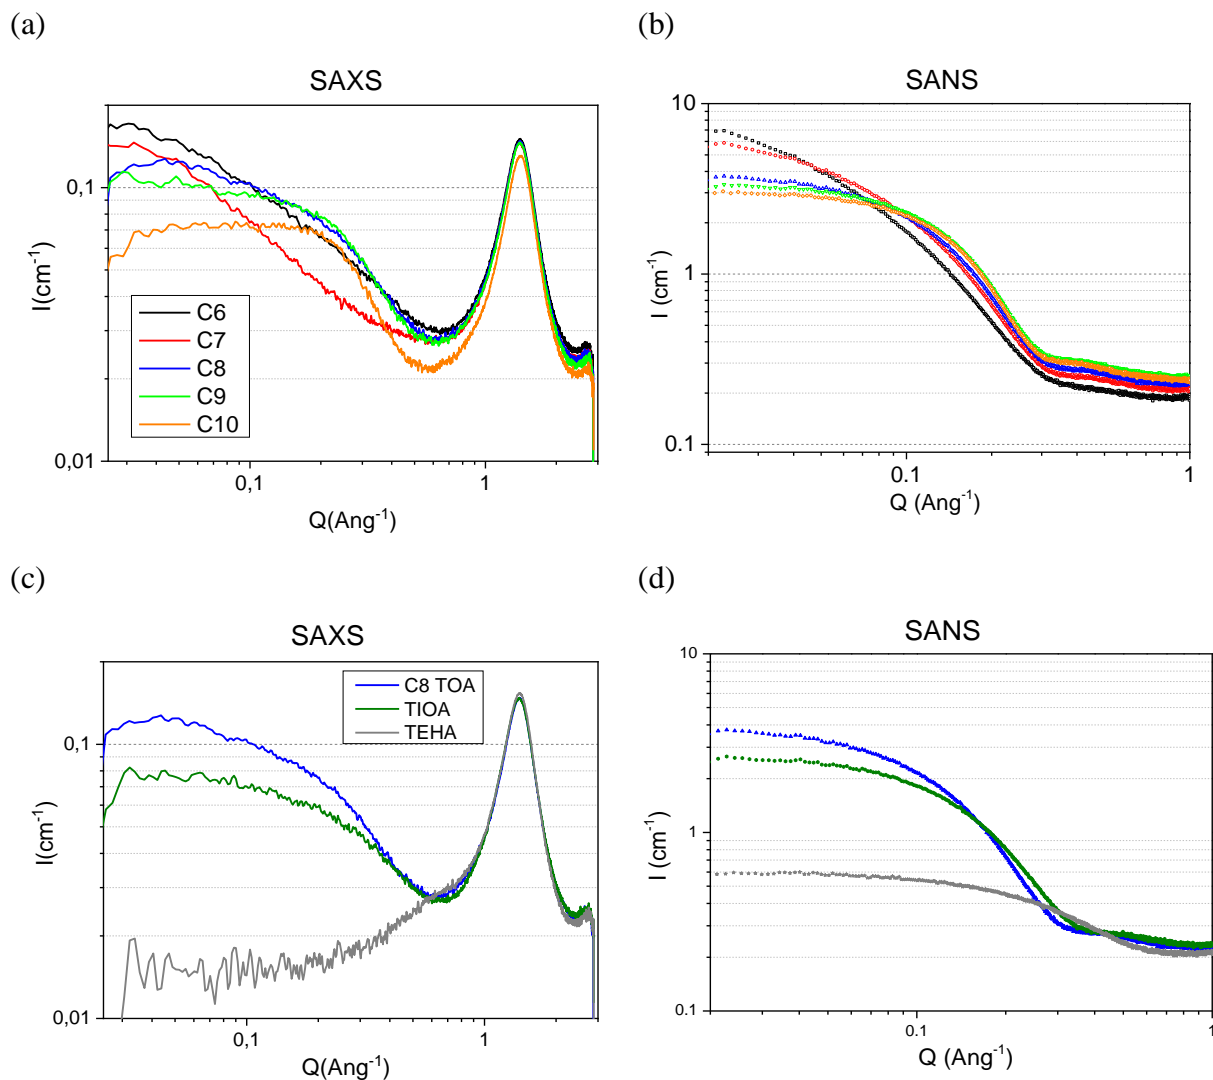 (a)
(b)
SAXS
SANS
I(cm⁻¹)
0,1
0,01
C6
C7
C8
C9
C10
0,1
1
Q(Ang⁻¹)
I (cm⁻¹)
10
1
0.1
0.1
1
Q (Ang⁻¹)
(c)
(d)
SAXS
SANS
I(cm⁻¹)
0,1
0,01
C8 TOA
TIOA
TEHA
0,1
1
Q(Ang⁻¹)
I (cm⁻¹)
10
1
0.1
0.1
1
Q (Ang⁻¹)